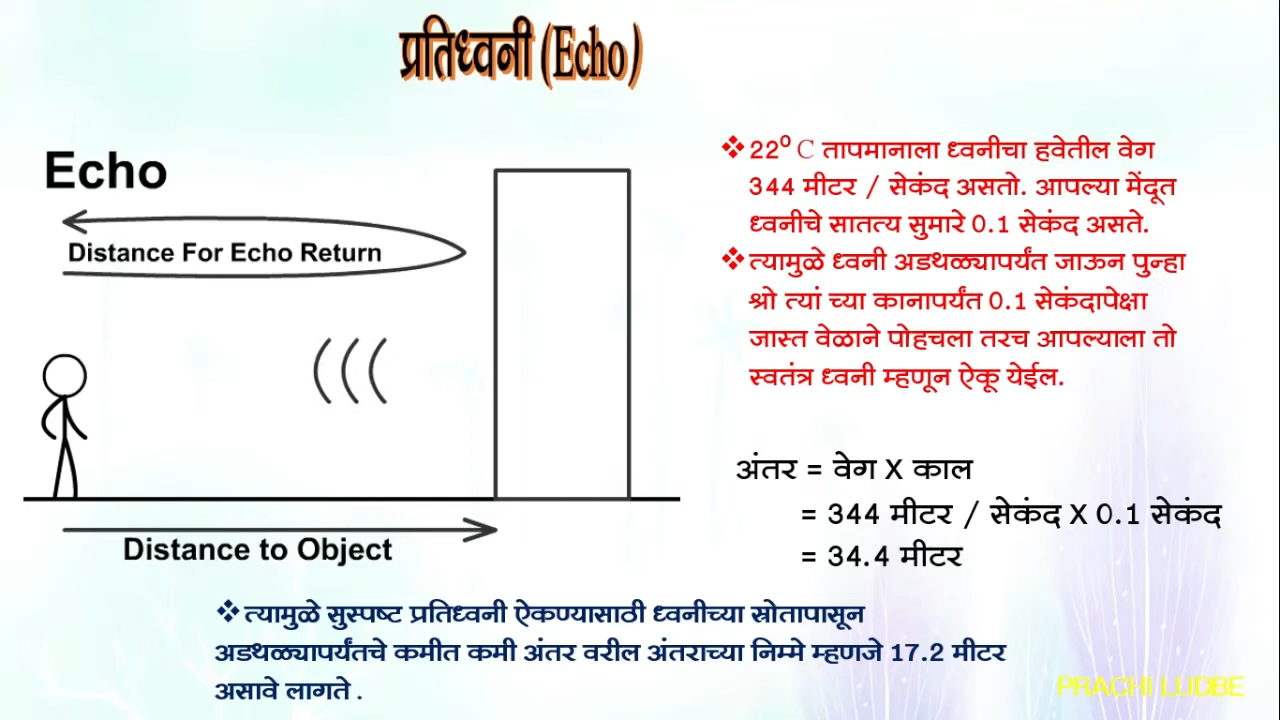 प्रतिध्वनी (Echo)
Echo
Distance For Echo Return
Distance to Object
❖22⁰ C तापमानाला ध्वनीचा हवेतील वेग
344 मीटर / सेकंद असतो. आपल्या मेंदूत
ध्वनीचे सातत्य सुमारे 0.1 सेकंद असते.
❖त्यामुळे ध्वनी अडथळ्यापर्यंत जाऊन पुन्हा
श्रो त्यां च्या कानापर्यंत 0.1 सेकंदापेक्षा
जास्त वेळाने पोहचला तरच आपल्याला तो
स्वतंत्र ध्वनी म्हणून ऐकू येईल.
अंतर = वेग X काल
= 344 मीटर / सेकंद X 0.1 सेकंद
= 34.4 मीटर
❖त्यामुळे सुस्पष्ट प्रतिध्वनी ऐकण्यासाठी ध्वनीच्या स्रोतापासून
अडथळ्यापर्यंतचे कमीत कमी अंतर वरील अंतराच्या निम्मे म्हणजे 17.2 मीटर
असावे लागते .
PRACHI LUDBE